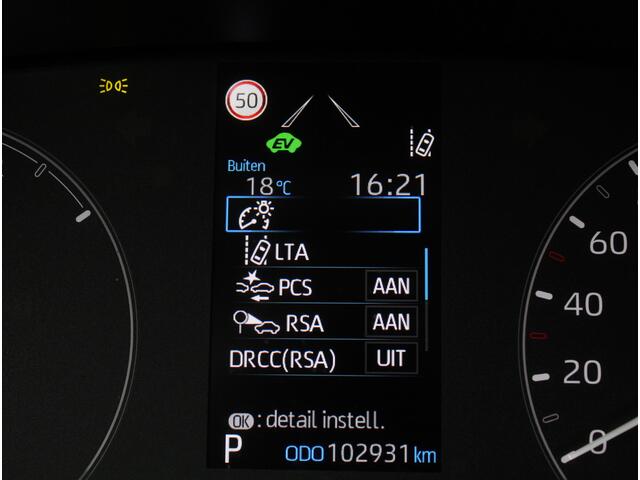 50
EV
Buiten
18°C 16:21
LTA
PCS AAN
RSA AAN
DRCC(RSA) UIT
OK : detail instell.
P ODO 102931 km
60
40
20
0